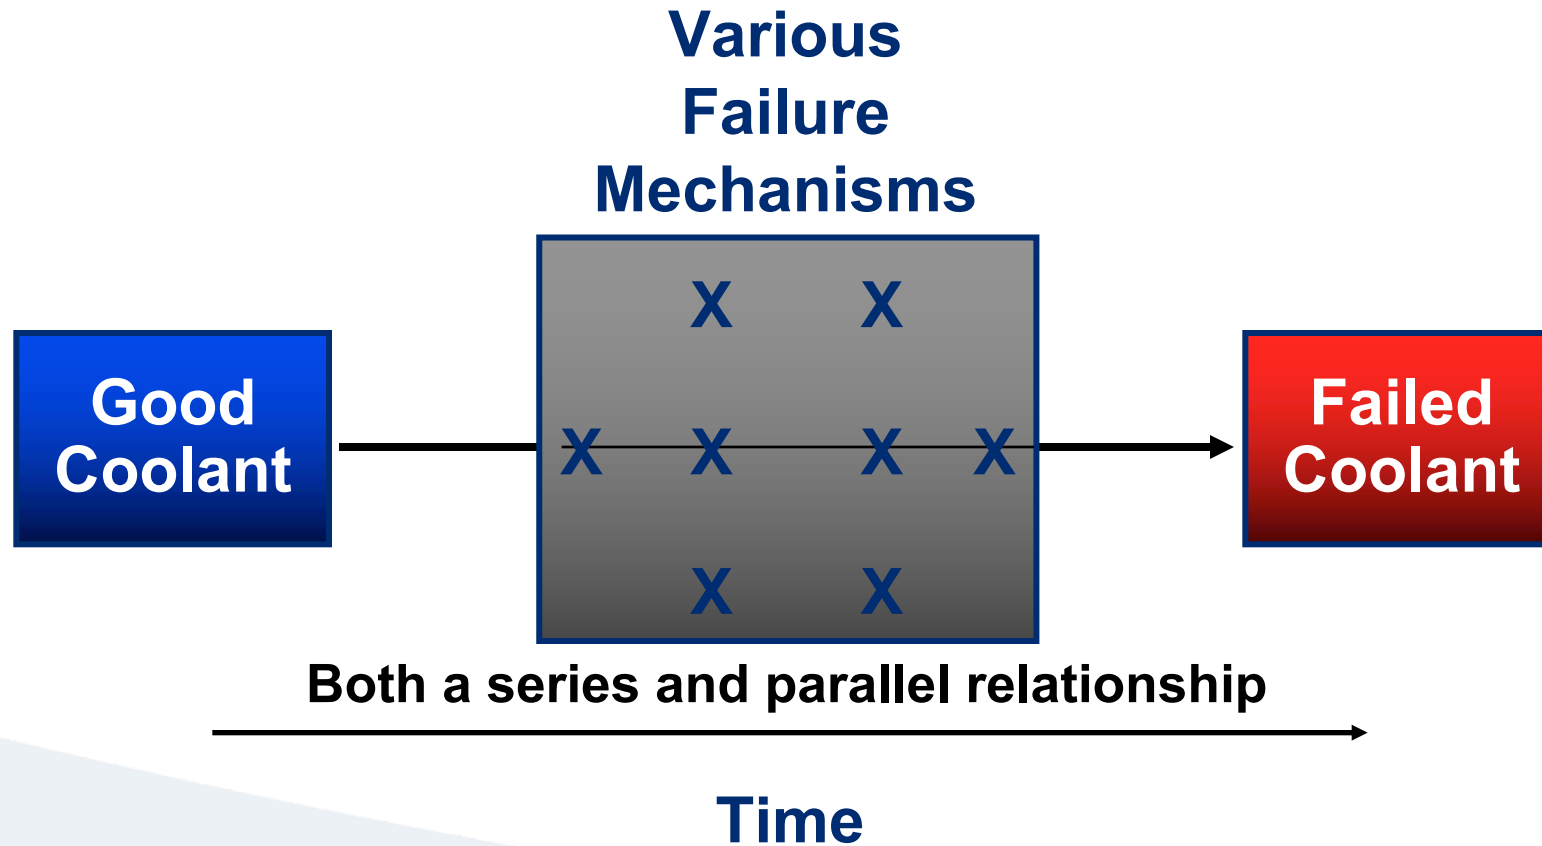 Various
Failure
Mechanisms
X X
Good
Coolant
X X X X
Failed
Coolant
X X
Both a series and parallel relationship
Time